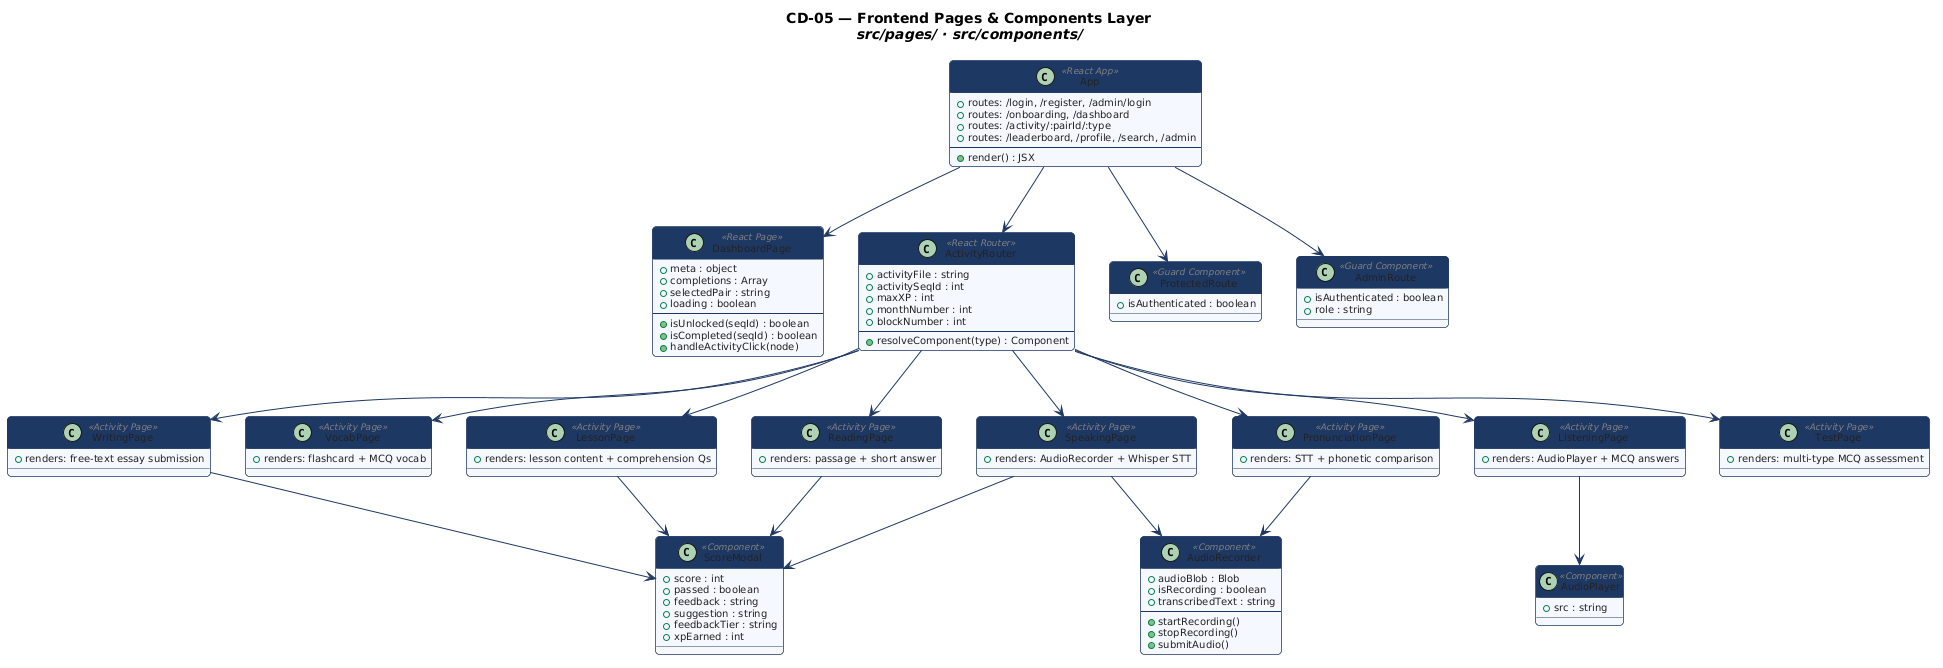 CD-05 — Frontend Pages & Components Layer
src/pages/ · src/components/
C «React App»
App
routes: /login, /register, /admin/login
routes: /onboarding, /dashboard
routes: /activity/:pairId/:type
routes: /leaderboard, /profile, /search, /admin
render() : JSX
C «React Page»
DashboardPage
meta : object
completions : Array
selectedPair : string
loading : boolean
isUnlocked(seqId) : boolean
isCompleted(seqId) : boolean
handleActivityClick(node)
C «React Router»
ActivityRouter
activityFile : string
activitySeqId : int
maxXP : int
monthNumber : int
blockNumber : int
resolveComponent(type) : Component
C «Guard Component»
ProtectedRoute
isAuthenticated : boolean
C «Guard Component»
AdminRoute
isAuthenticated : boolean
role : string
C «Activity Page»
WritingPage
renders: free-text essay submission
C «Activity Page»
VocabPage
renders: flashcard + MCQ vocab
C «Activity Page»
LessonPage
renders: lesson content + comprehension Qs
C «Activity Page»
ReadingPage
renders: passage + short answer
C «Activity Page»
SpeakingPage
renders: AudioRecorder + Whisper STT
C «Activity Page»
PronunciationPage
renders: STT + phonetic comparison
C «Activity Page»
ListeningPage
renders: AudioPlayer + MCQ answers
C «Activity Page»
TestPage
renders: multi-type MCQ assessment
C «Component»
ScoreModal
score : int
passed : boolean
feedback : string
suggestion : string
feedbackTier : string
xpEarned : int
C «Component»
AudioRecorder
audioBlob : Blob
isRecording : boolean
transcribedText : string
startRecording()
stopRecording()
submitAudio()
C «Component»
AudioPlayer
src : string